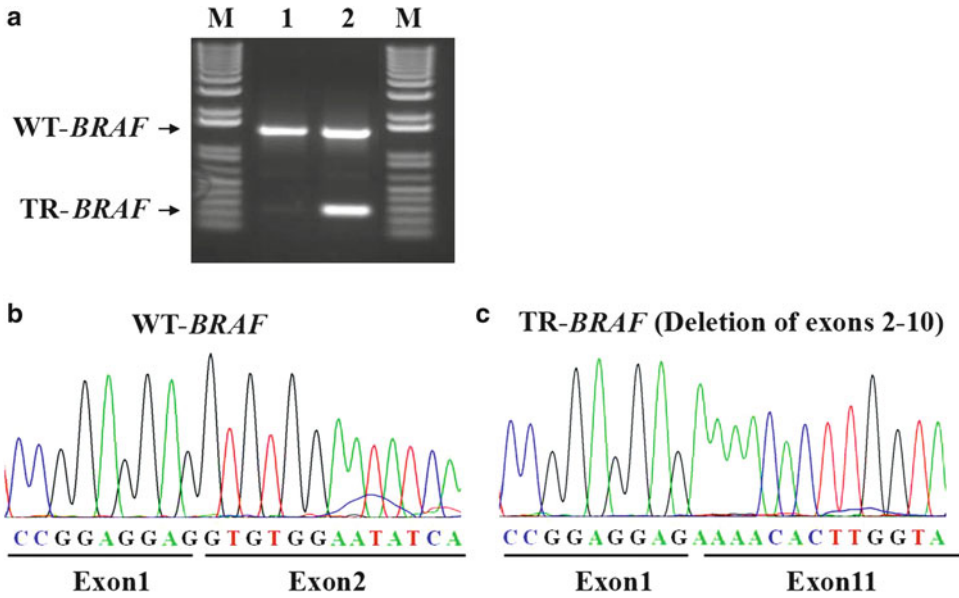 a
M 1 2 M
WT-BRAF
TR-BRAF
b
WT-BRAF
CCGGAGGAGGTGTGGAATATCA
Exon1 Exon2
c
TR-BRAF (Deletion of exons 2-10)
CCGGAGGAGAAAACACTTGGTA
Exon1 Exon11